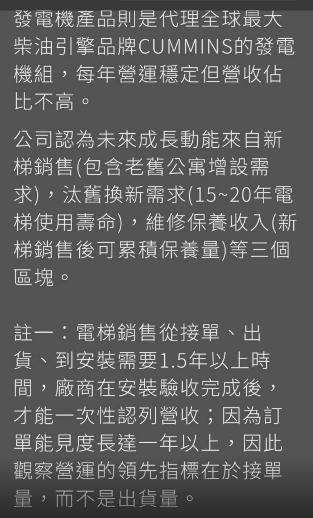 發電機產品則是代理全球最大
柴油引擎品牌CUMMINS的發電
機組，每年營運穩定但營收佔
比不高。
公司認為未來成長動能來自新
梯銷售(包含老舊公寓增設需
求)，汰舊換新需求(15~20年電
梯使用壽命)，維修保養收入(新
梯銷售後可累積保養量)等三個
區塊。
註一：電梯銷售從接單、出
貨、到安裝需要1.5年以上時
間，廠商在安裝驗收完成後，
才能一次性認列營收；因為訂
單能見度長達一年以上，因此
觀察營運的領先指標在於接單
量，而不是出貨量。